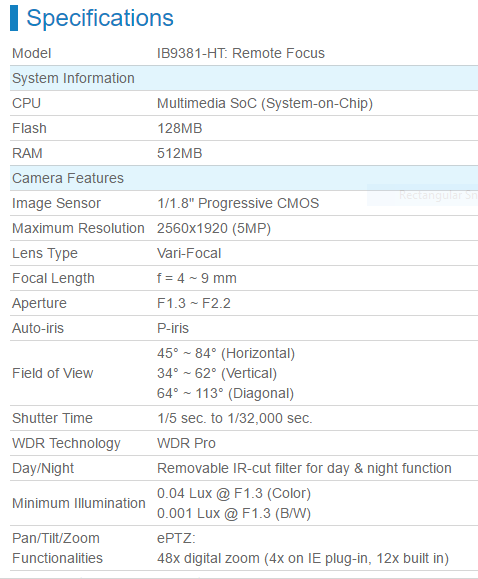 Specifications
Model IB9381-HT: Remote Focus
System Information
CPU Multimedia SoC (System-on-Chip)
Flash 128MB
RAM 512MB
Camera Features
Rectangular Sn
Image Sensor 1/1.8" Progressive CMOS
Maximum Resolution 2560x1920 (5MP)
Lens Type Vari-Focal
Focal Length f = 4 ~ 9 mm
Aperture F1.3 ~ F2.2
Auto-iris P-iris
Field of View
45° ~ 84° (Horizontal)
34° ~ 62° (Vertical)
64° ~ 113° (Diagonal)
Shutter Time 1/5 sec. to 1/32,000 sec.
WDR Technology WDR Pro
Day/Night Removable IR-cut filter for day & night function
Minimum Illumination
0.04 Lux @ F1.3 (Color)
0.001 Lux @ F1.3 (B/W)
Pan/Tilt/Zoom ePTZ:
Functionalities 48x digital zoom (4x on IE plug-in, 12x built in)